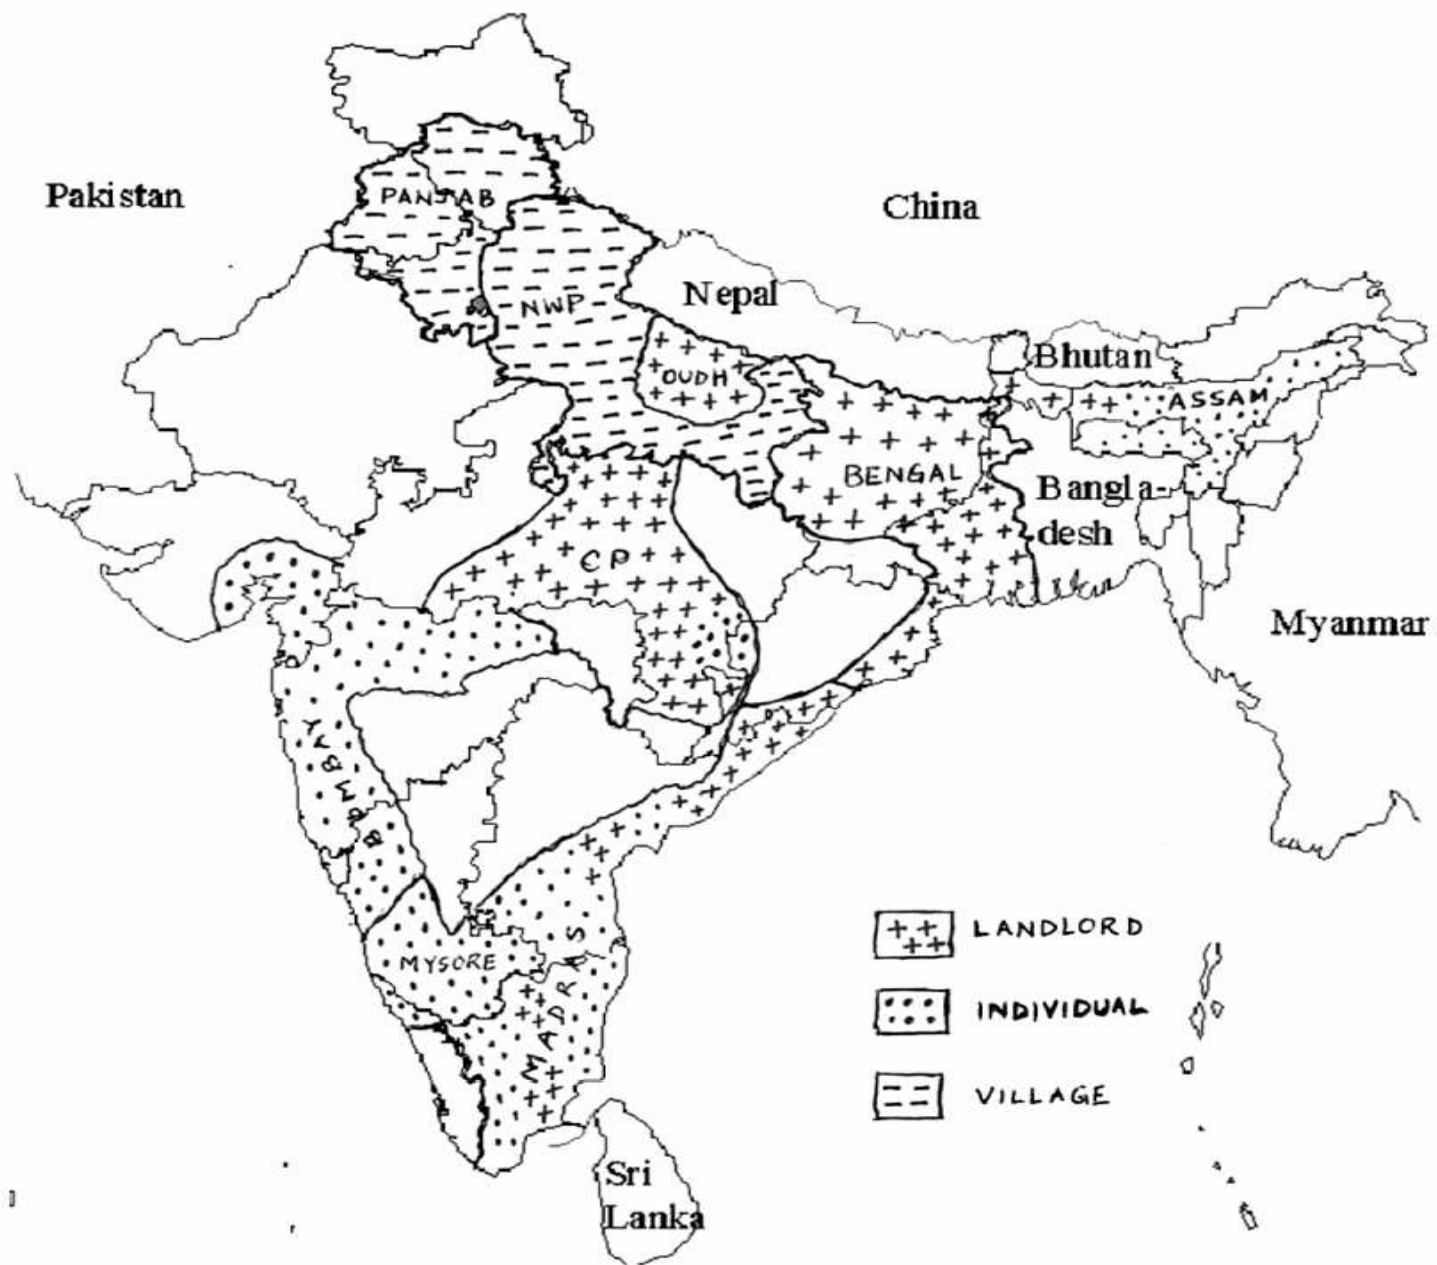 Pakistan
China
PANJAB
NWP
Nepal
OUDH
Bhutan
ASSAM
BENGAL
Bangla-
desh
CP
Myanmar
BOMBAY
MYSORE
MADRAS
LANDLORD
INDIVIDUAL
VILLAGE
Sri
Lanka